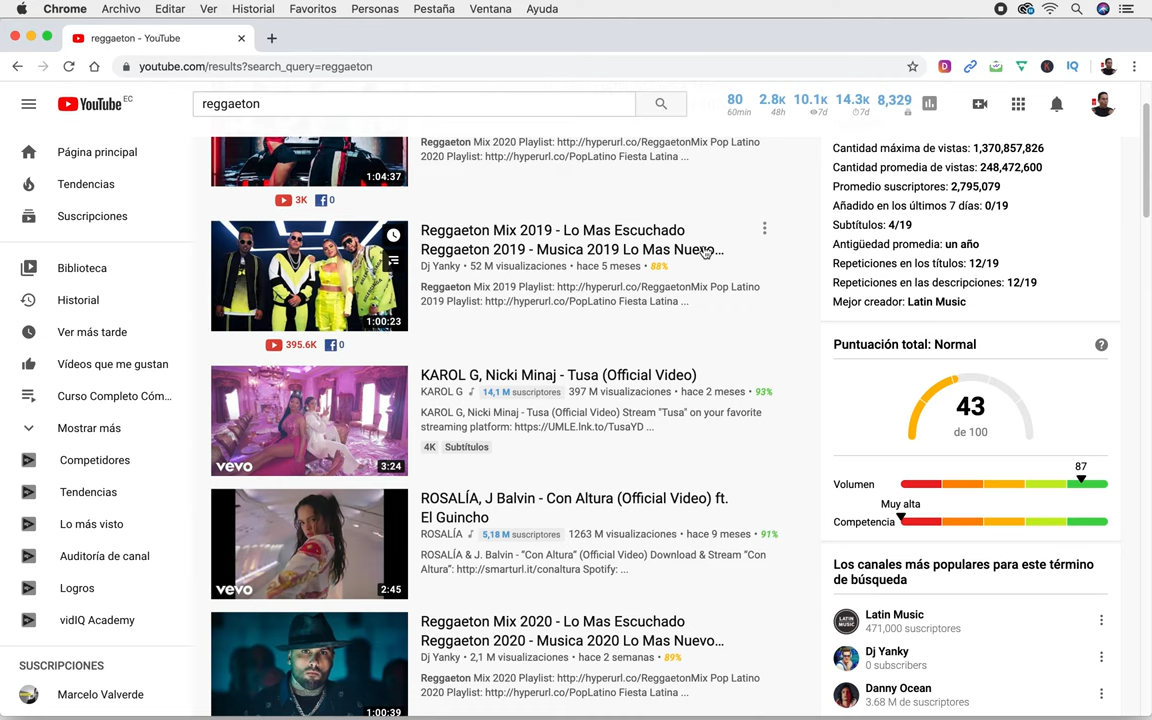 Chrome Archivo Editar Ver Historial Favoritos Personas Pestaña Ventana Ayuda
reggaeton - YouTube
youtube.com/results?search_query=reggaeton
YouTube EC
reggaeton
80 2.8K 10.1K 14.3K 8,329
60min 48h 7d 7d
Página principal
Tendencias
Suscripciones
Biblioteca
Historial
Ver más tarde
Vídeos que me gustan
Curso Completo Cóm...
Mostrar más
Competidores
Tendencias
Lo más visto
Auditoría de canal
Logros
vidIQ Academy
SUSCRIPCIONES
Marcelo Valverde
Reggaeton Mix 2020 Playlist: http://hyperurl.co/ReggaetonMix Pop Latino
2020 Playlist: http://hyperurl.co/PopLatino Fiesta Latina ...
1:04:37
3K 0
Reggaeton Mix 2019 - Lo Mas Escuchado
Reggaeton 2019 - Musica 2019 Lo Mas Nuevo...
Dj Yanky • 52 M visualizaciones • hace 5 meses • 88%
Reggaeton Mix 2019 Playlist: http://hyperurl.co/ReggaetonMix Pop Latino
2019 Playlist: http://hyperurl.co/PopLatino Fiesta Latina ...
1:00:23
395.6K 0
KAROL G, Nicki Minaj - Tusa (Official Video)
KAROL G 14,1 M suscriptores 397 M visualizaciones • hace 2 meses • 93%
KAROL G, Nicki Minaj - Tusa (Official Video) Stream "Tusa" on your favorite
streaming platform: https://UMLE.lnk.to/TusaYD ...
4K Subtítulos
vevo 3:24
ROSALÍA, J Balvin - Con Altura (Official Video) ft.
El Guincho
ROSALÍA 5,18 M suscriptores 1263 M visualizaciones • hace 9 meses • 91%
ROSALÍA & J. Balvin - “Con Altura” (Official Video) Download & Stream “Con
Altura”: http://smarturl.it/conaltura Spotify: ...
vevo 2:45
Reggaeton Mix 2020 - Lo Mas Escuchado
Reggaeton 2020 - Musica 2020 Lo Mas Nuevo...
Dj Yanky • 2,1 M visualizaciones • hace 2 semanas • 89%
Reggaeton Mix 2020 Playlist: http://hyperurl.co/ReggaetonMix Pop Latino
2020 Playlist: http://hyperurl.co/PopLatino Fiesta Latina ...
1:00:39
Cantidad máxima de vistas: 1,370,857,826
Cantidad promedia de vistas: 248,472,600
Promedio suscriptores: 2,795,079
Añadido en los últimos 7 días: 0/19
Subtítulos: 4/19
Antigüedad promedia: un año
Repeticiones en los títulos: 12/19
Repeticiones en las descripciones: 12/19
Mejor creador: Latin Music
Puntuación total: Normal ?
43
de 100
87
Volumen
Muy alta
Competencia
Los canales más populares para este término
de búsqueda
Latin Music
471,000 suscriptores
Dj Yanky
0 subscribers
Danny Ocean
3.68 M de suscriptores